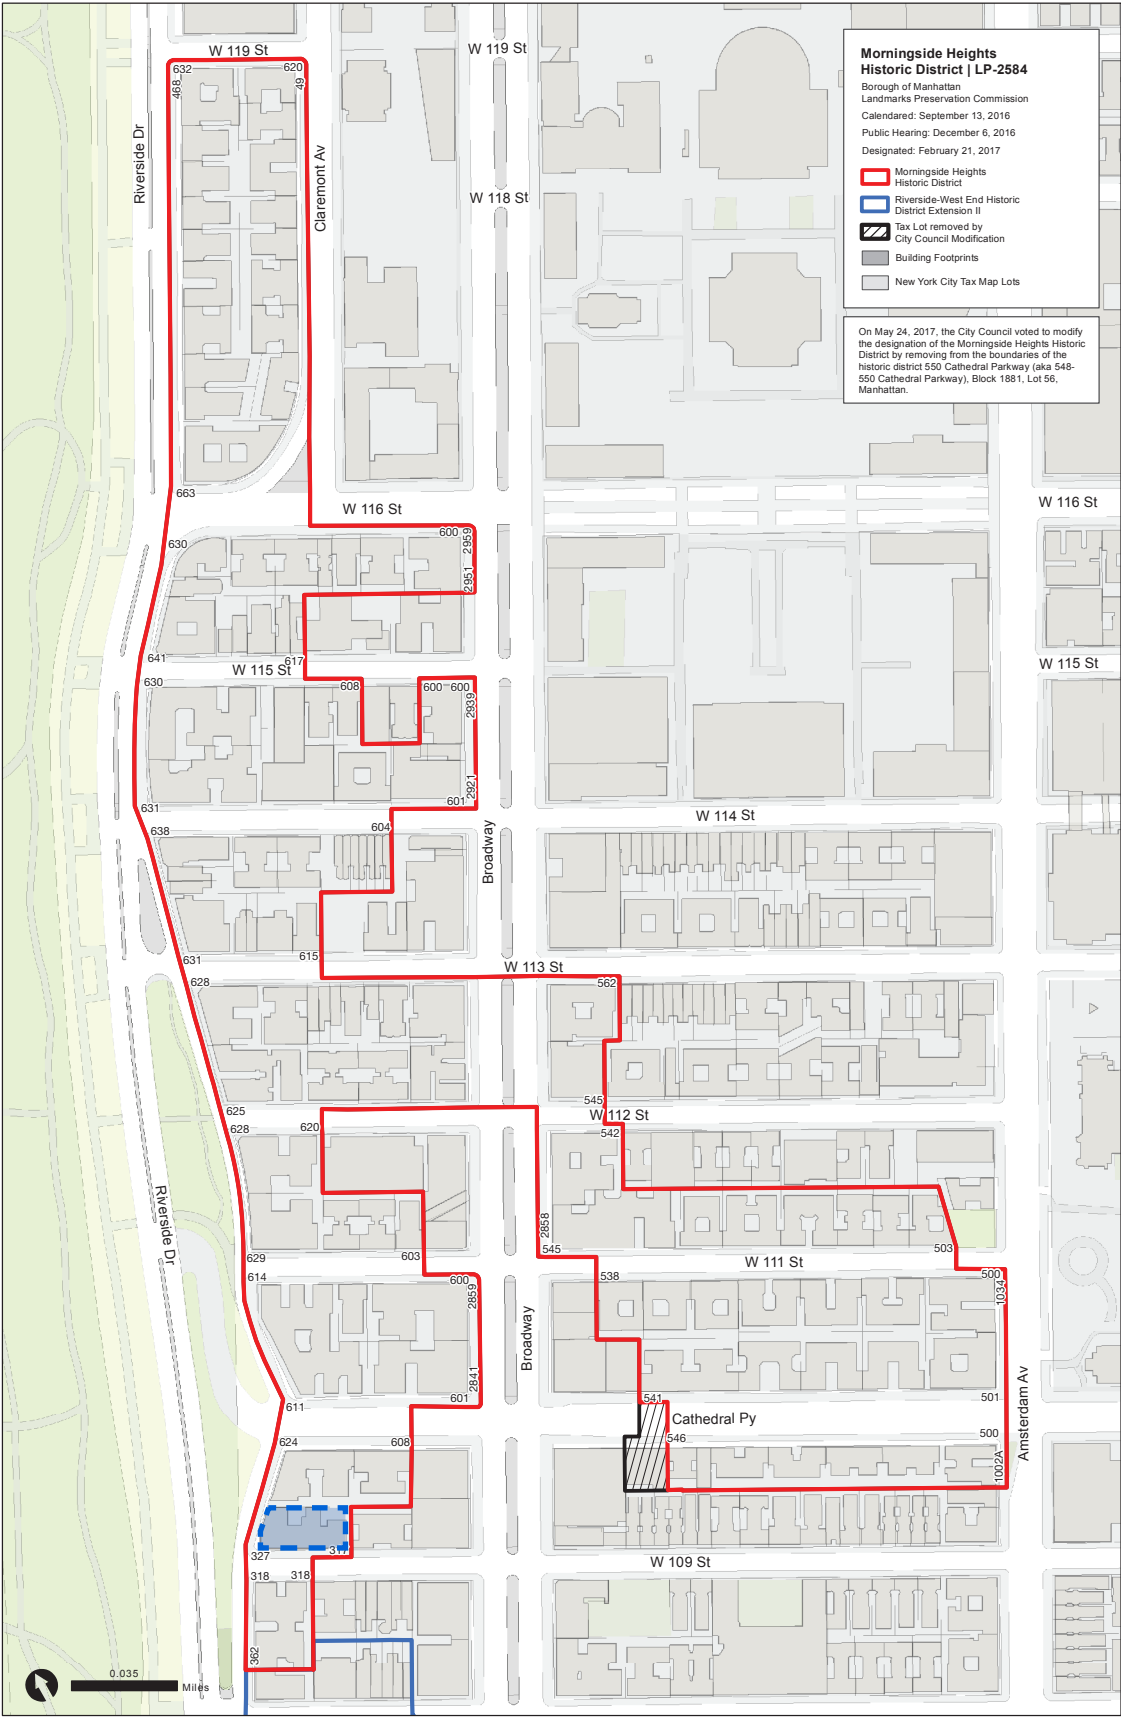 W 119 St
W 119 St
632
620
468
49
Morningside Heights
Historic District | LP-2584
Borough of Manhattan
Landmarks Preservation Commission
Calendared: September 13, 2016
Public Hearing: December 6, 2016
Designated: February 21, 2017
Morningside Heights
Historic District
Riverside-West End Historic
District Extension II
Tax Lot removed by
City Council Modification
Building Footprints
New York City Tax Map Lots
On May 24, 2017, the City Council voted to modify
the designation of the Morningside Heights Historic
District by removing from the boundaries of the
historic district 550 Cathedral Parkway (aka 548-
550 Cathedral Parkway), Block 1881, Lot 56,
Manhattan.
Riverside Dr
Claremont Av
W 118 St
663
W 116 St
W 116 St
600
2959
630
2951
641
617
W 115 St
W 115 St
630
608
600
600
2939
2921
631
601
W 114 St
638
604
Broadway
631
615
W 113 St
628
562
625
545
W 112 St
628
620
542
Riverside Dr
2858
629
603
545
W 111 St
503
614
600
2859
538
500
1034
Broadway
2841
611
601
541
501
Cathedral Py
Amsterdam Av
624
608
546
500
1002A
327
317
W 109 St
318
318
362
0.035
Miles